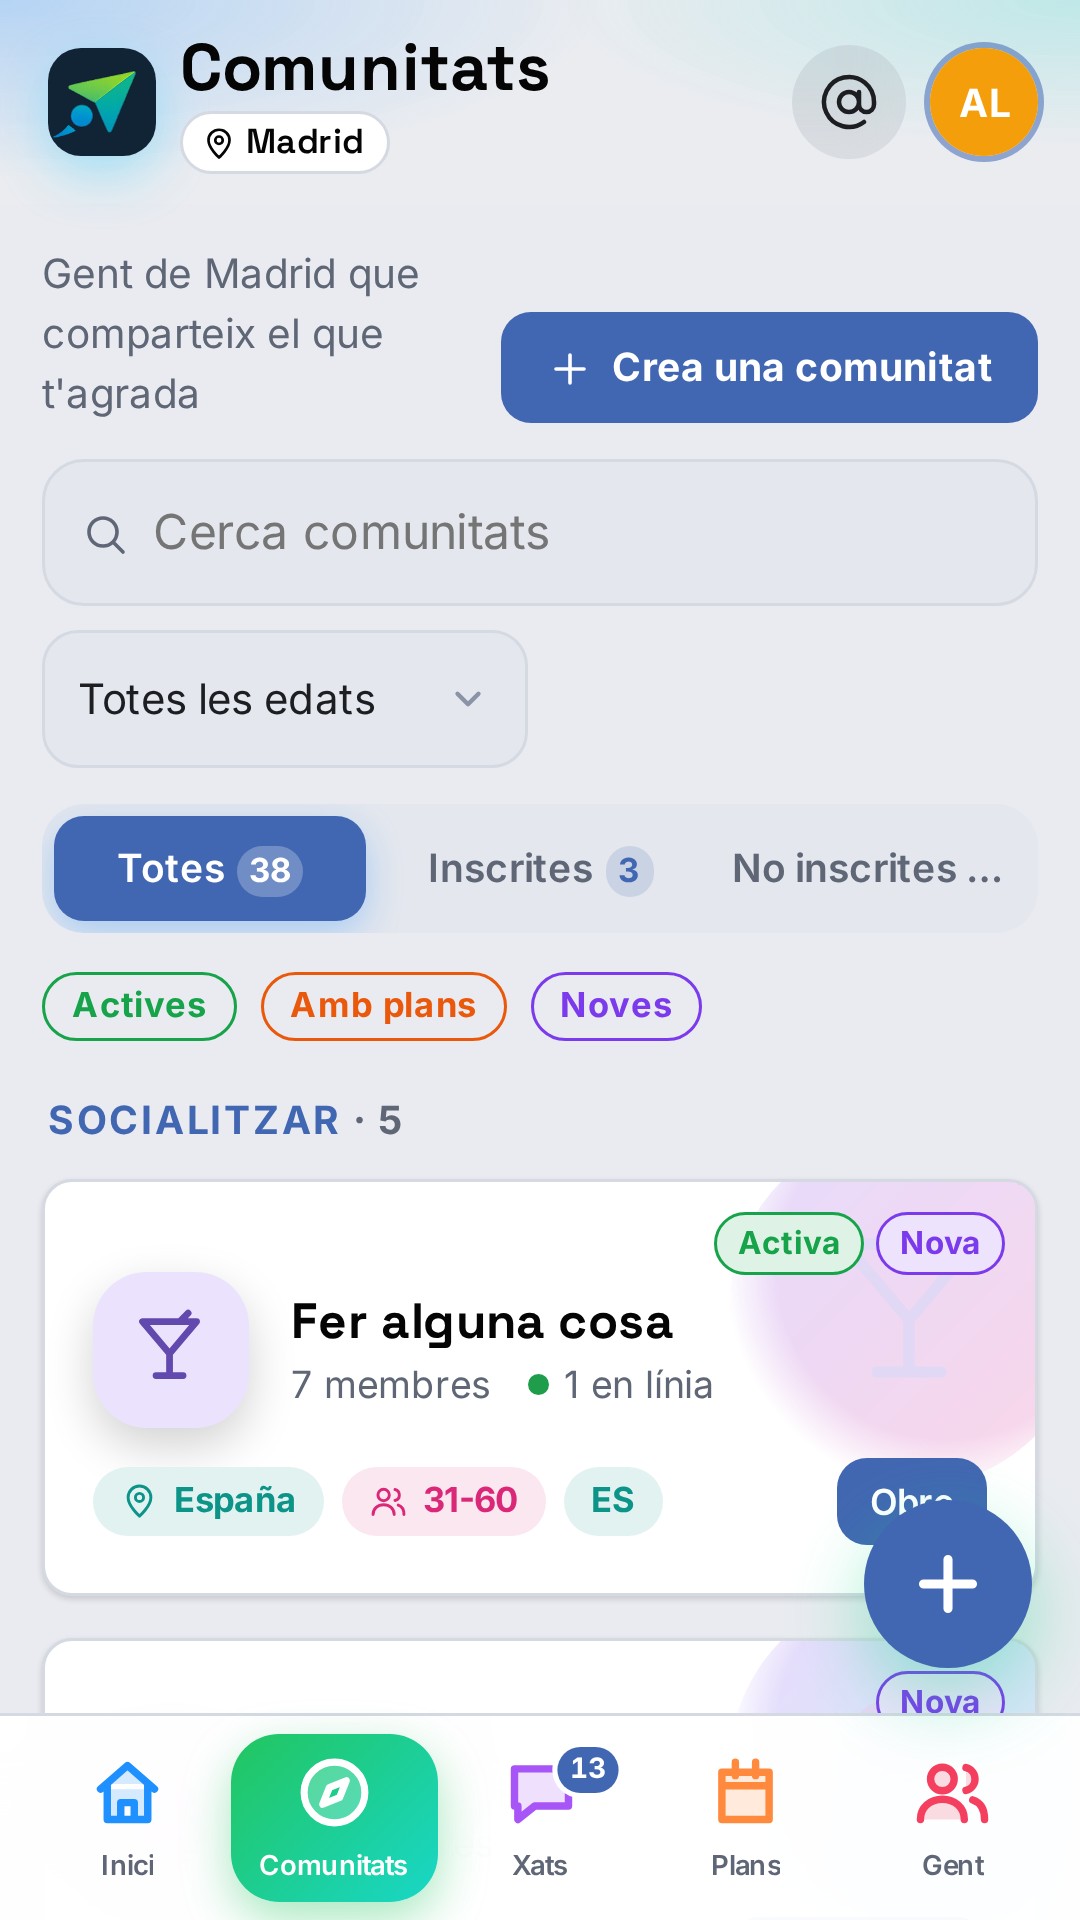 Comunitats
Madrid
@
AL
Gent de Madrid que
comparteix el que
t'agrada
+ Crea una comunitat
Cerca comunitats
Totes les edats
Totes 38
Inscrites 3
No inscrites ...
Actives
Amb plans
Noves
SOCIALITZAR · 5
Activa
Nova
Fer alguna cosa
7 membres
1 en línia
España
31-60
ES
Obre
Nova
13
Inici
Comunitats
Xats
Plans
Gent